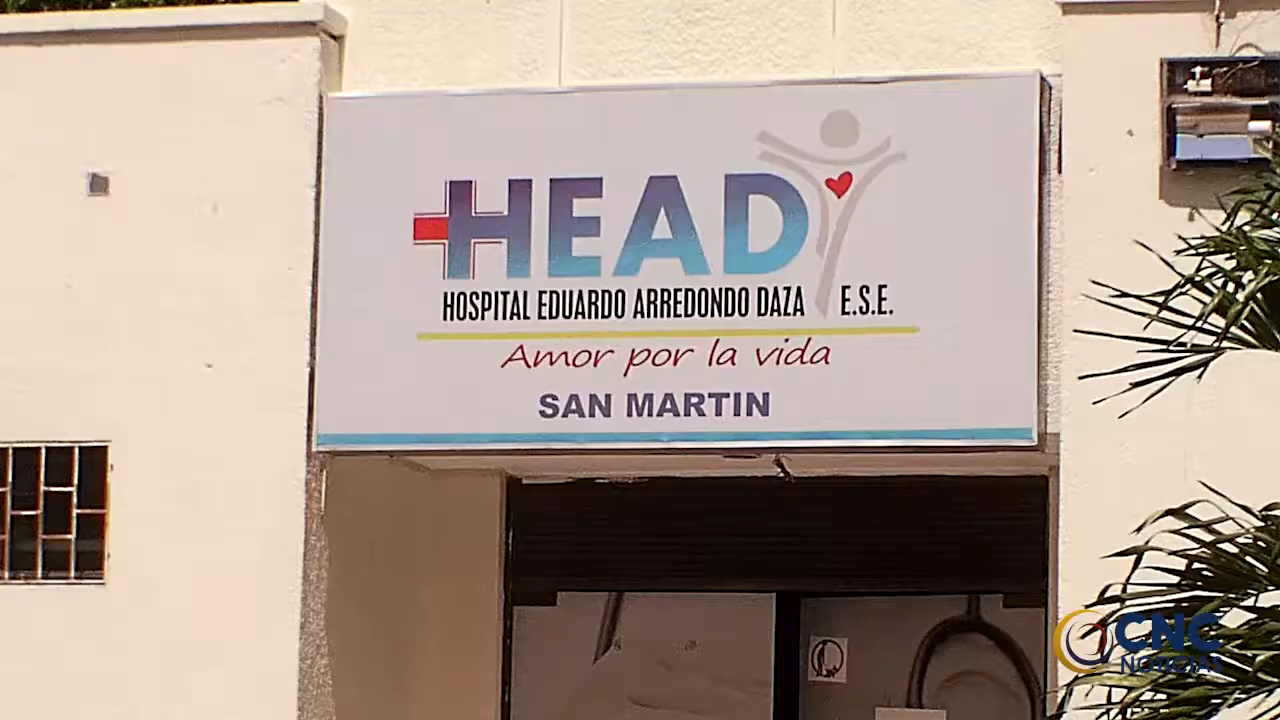 HEAD
HOSPITAL EDUARDO ARREDONDO DAZA E.S.E.
Amor por la vida
SAN MARTIN
CNC
NOTICIAS